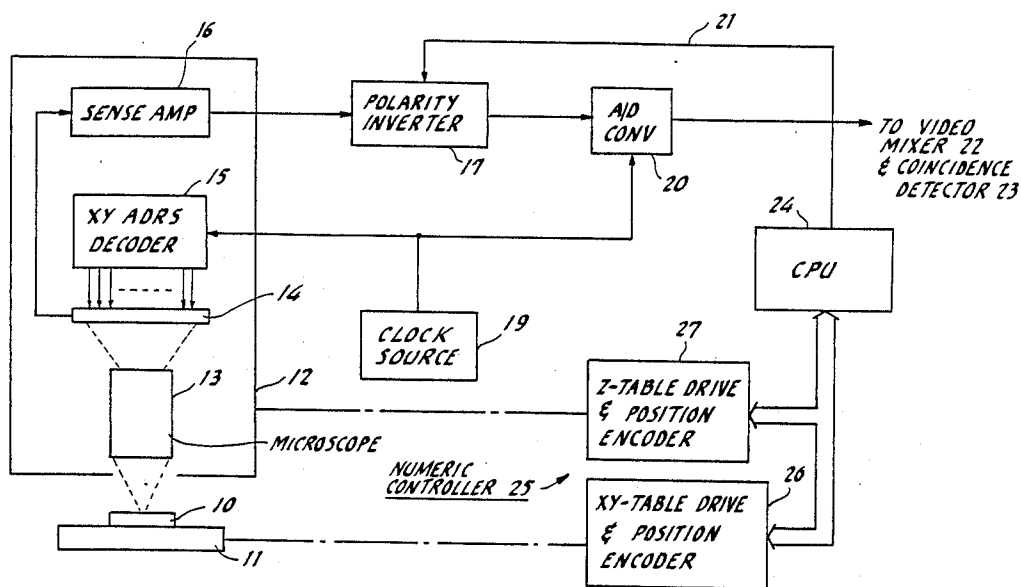 16
21
SENSE AMP
POLARITY
INVERTER
17
A/D
CONV
20
TO VIDEO
MIXER 22
& COINCIDENCE
DETECTOR 23
15
XY ADRS
DECODER
24
CPU
14
CLOCK
SOURCE
19
27
13
12
Z-TABLE DRIVE
& POSITION
ENCODER
MICROSCOPE
NUMERIC
CONTROLLER 25
26
10
XY-TABLE DRIVE
& POSITION
ENCODER
11